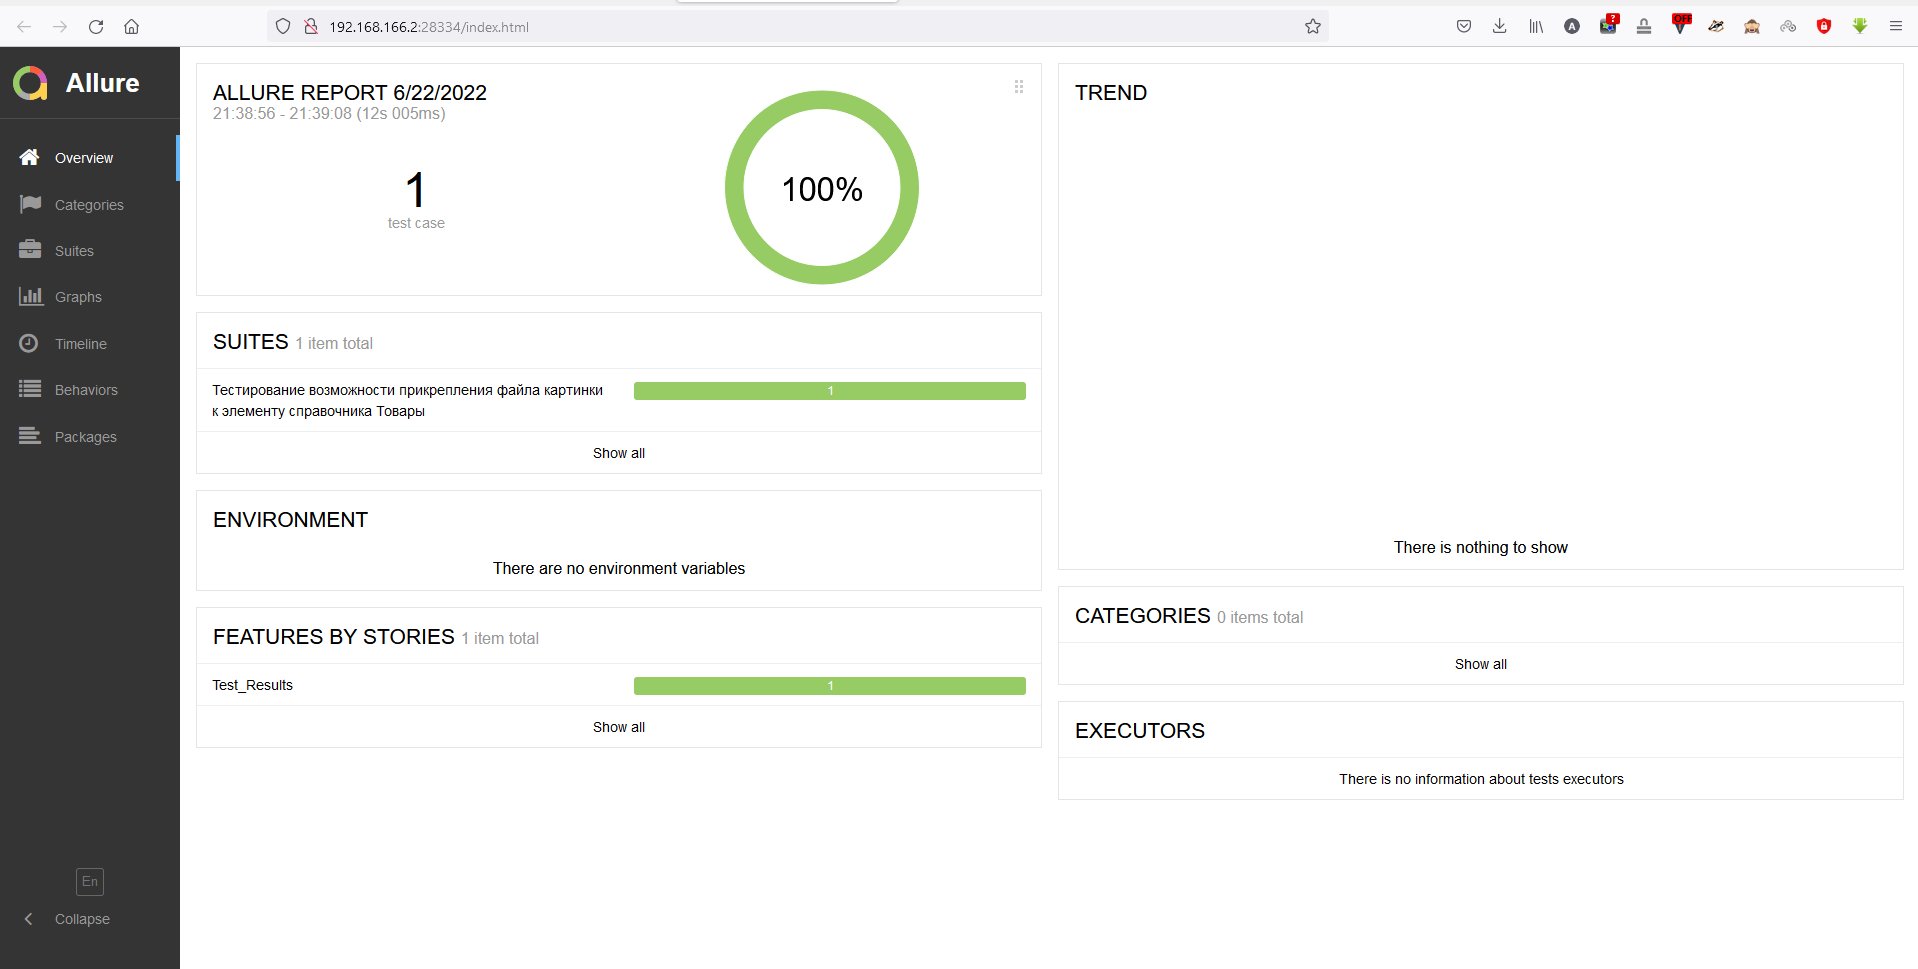 192.168.166.2:28334/index.html
A
?
OFF
Allure
Overview
Categories
Suites
Graphs
Timeline
Behaviors
Packages
En
Collapse
ALLURE REPORT 6/22/2022
21:38:56 - 21:39:08 (12s 005ms)
1
test case
100%
SUITES 1 item total
Тестирование возможности прикрепления файла картинки
к элементу справочника Товары
1
Show all
ENVIRONMENT
There are no environment variables
FEATURES BY STORIES 1 item total
Test_Results
1
Show all
TREND
There is nothing to show
CATEGORIES 0 items total
Show all
EXECUTORS
There is no information about tests executors